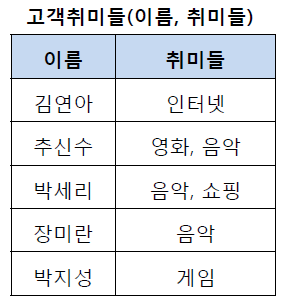 고객취미들(이름, 취미들)
이름 취미들
김연아 인터넷
추신수 영화, 음악
박세리 음악, 쇼핑
장미란 음악
박지성 게임